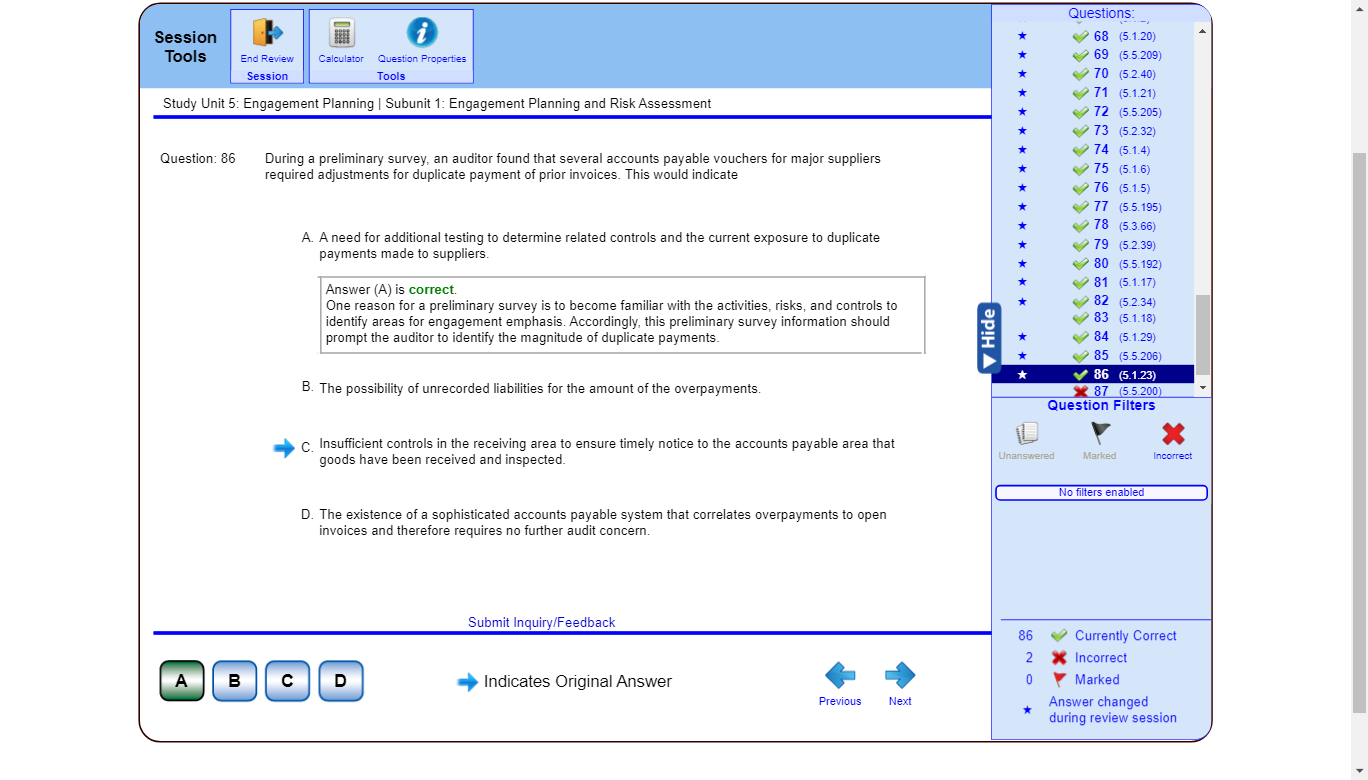 Session
Tools
End Review
Session
Calculator
Question Properties
Tools
Study Unit 5: Engagement Planning | Subunit 1: Engagement Planning and Risk Assessment
Question: 86
During a preliminary survey, an auditor found that several accounts payable vouchers for major suppliers
required adjustments for duplicate payment of prior invoices. This would indicate
A. A need for additional testing to determine related controls and the current exposure to duplicate
payments made to suppliers.
Answer (A) is correct.
One reason for a preliminary survey is to become familiar with the activities, risks, and controls to
identify areas for engagement emphasis. Accordingly, this preliminary survey information should
prompt the auditor to identify the magnitude of duplicate payments.
B. The possibility of unrecorded liabilities for the amount of the overpayments.
C. Insufficient controls in the receiving area to ensure timely notice to the accounts payable area that
goods have been received and inspected.
D. The existence of a sophisticated accounts payable system that correlates overpayments to open
invoices and therefore requires no further audit concern.
Submit Inquiry/Feedback
A
B
C
D
Indicates Original Answer
Previous
Next
Hide
Questions:
68 (5.1.20)
69 (5.5.209)
70 (5.2.40)
71 (5.1.21)
72 (5.5.205)
73 (5.2.32)
74 (5.1.4)
75 (5.1.6)
76 (5.1.5)
77 (5.5.195)
78 (5.3.66)
79 (5.2.39)
80 (5.5.192)
81 (5.1.17)
82 (5.2.34)
83 (5.1.18)
84 (5.1.29)
85 (5.5.206)
86 (5.1.23)
87 (5.5.200)
Question Filters
Unanswered
Marked
Incorrect
No filters enabled
86 Currently Correct
2 Incorrect
0 Marked
Answer changed
during review session